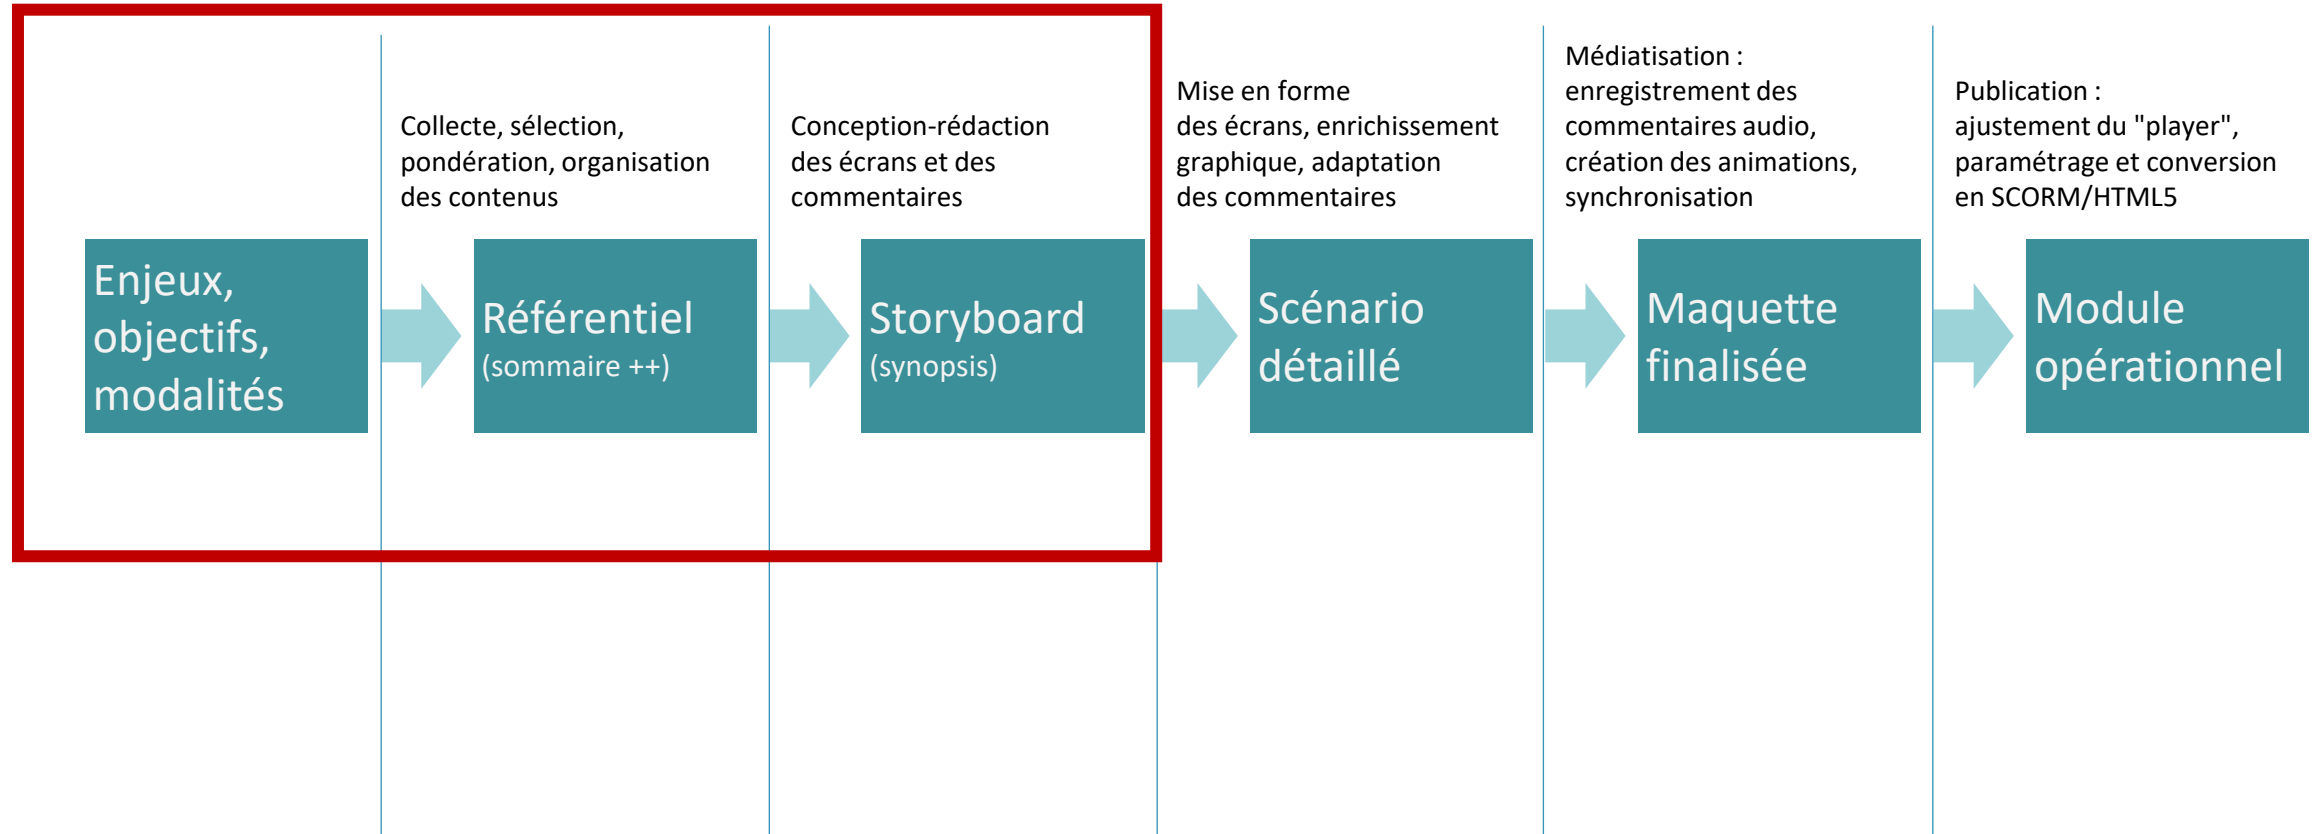 Collecte, sélection,
pondération, organisation
des contenus
Conception-rédaction
des écrans et des
commentaires
Mise en forme
des écrans, enrichissement
graphique, adaptation
des commentaires
Médiatisation :
enregistrement des
commentaires audio,
création des animations,
synchronisation
Publication :
ajustement du "player",
paramétrage et conversion
en SCORM/HTML5
Enjeux,
objectifs,
modalités
Référentiel
(sommaire ++)
Storyboard
(synopsis)
Scénario
détaillé
Maquette
finalisée
Module
opérationnel